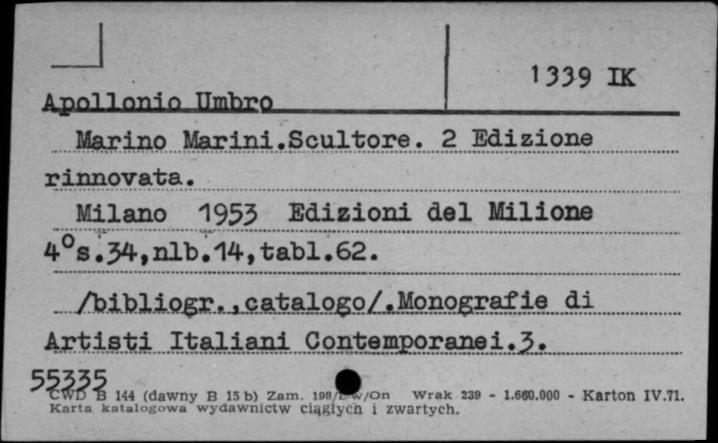 1339 IK
Apollonio Umbro
Marino Marini.Scultore. 2 Edizione
rinnovata.
Milano 1953 Edizioni del Milione
4°s.34,nlb.14,tabl.62.
/bibliogr.,catalogo/.Monografie di
Artisti Italiani Contemporanei.3.
55335
CWD B 144 (dawny B 15 b) Zam. 198/ /On Wrak 239 - 1.660.000 - Karton IV.71.
Karta katalogowa wydawnictw ciągłych i zwartych.